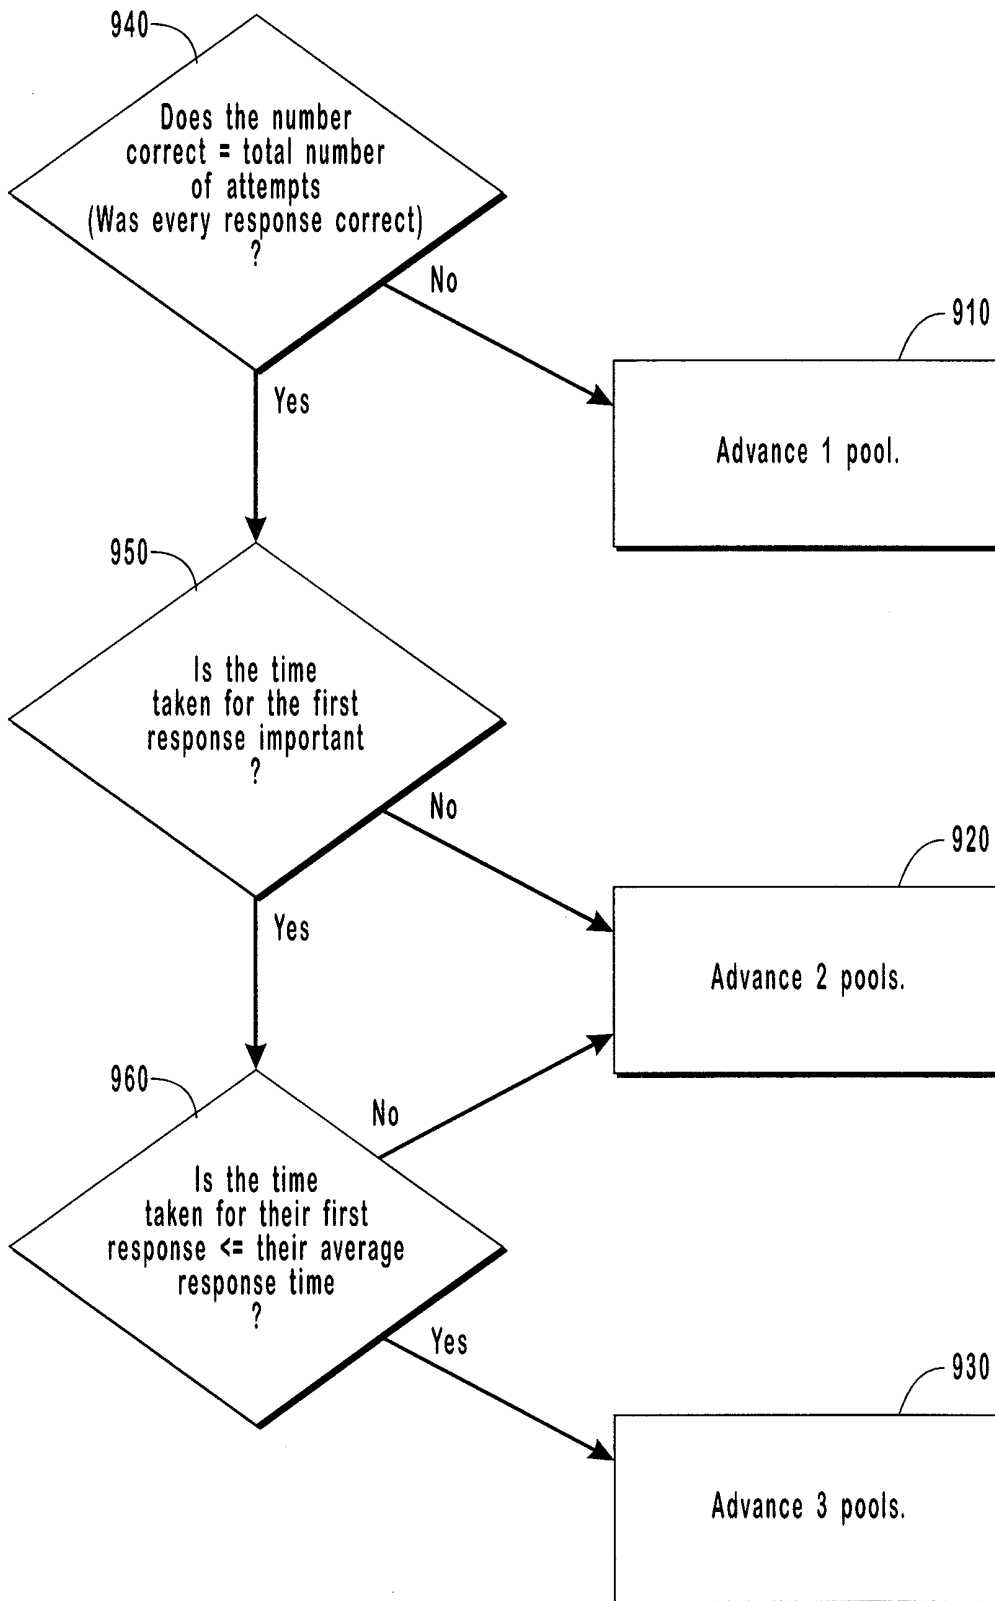 940
Does the number
correct = total number
of attempts
(Was every response correct)
?
No
910
Advance 1 pool.
Yes
950
Is the time
taken for the first
response important
?
No
920
Advance 2 pools.
Yes
960
No
Is the time
taken for their first
response <= their average
response time
?
Yes
930
Advance 3 pools.